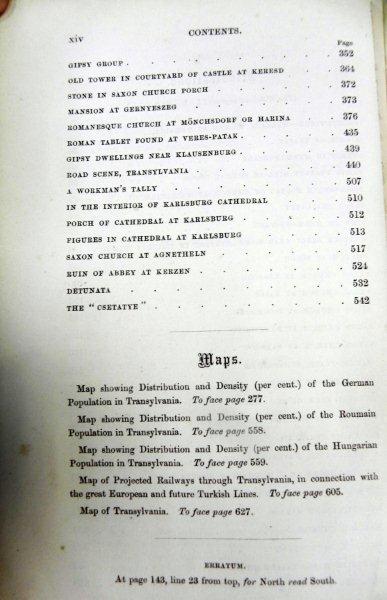 xiv CONTENTS.
Page
GIPSY GROUP . . . . . . . . 352
OLD TOWER IN COURTYARD OF CASTLE AT KERESD . . . 364
STONE IN SAXON CHURCH PORCH . . . . . . 372
MANSION AT GERNYESZEG . . . . . . . 373
ROMANESQUE CHURCH AT MÖNCHSDORF OR HARINA . . . 376
ROMAN TABLET FOUND AT VERES-PATAK . . . . . 435
GIPSY DWELLINGS NEAR KLAUSENBURG . . . . . 439
ROAD SCENE, TRANSYLVANIA . . . . . . 440
A WORKMAN'S TALLY . . . . . . . 507
IN THE INTERIOR OF KARLSBURG CATHEDRAL . . . . 510
PORCH OF CATHEDRAL AT KARLSBURG . . . . . 512
FIGURES IN CATHEDRAL AT KARLSBURG . . . . . 513
SAXON CHURCH AT AGNETHELN . . . . . . 517
RUIN OF ABBEY AT KERZEN . . . . . . 524
DETUNATA . . . . . . . . 532
THE "CSETATYE" . . . . . . . . 542
Maps.
Map showing Distribution and Density (per cent.) of the German
Population in Transylvania. To face page 277.
Map showing Distribution and Density (per cent.) of the Roumain
Population in Transylvania. To face page 558.
Map showing Distribution and Density (per cent.) of the Hungarian
Population in Transylvania. To face page 559.
Map of Projected Railways through Transylvania, in connection with
the great European and future Turkish Lines. To face page 605.
Map of Transylvania. To face page 627.
ERRATUM.
At page 143, line 23 from top, for North read South.